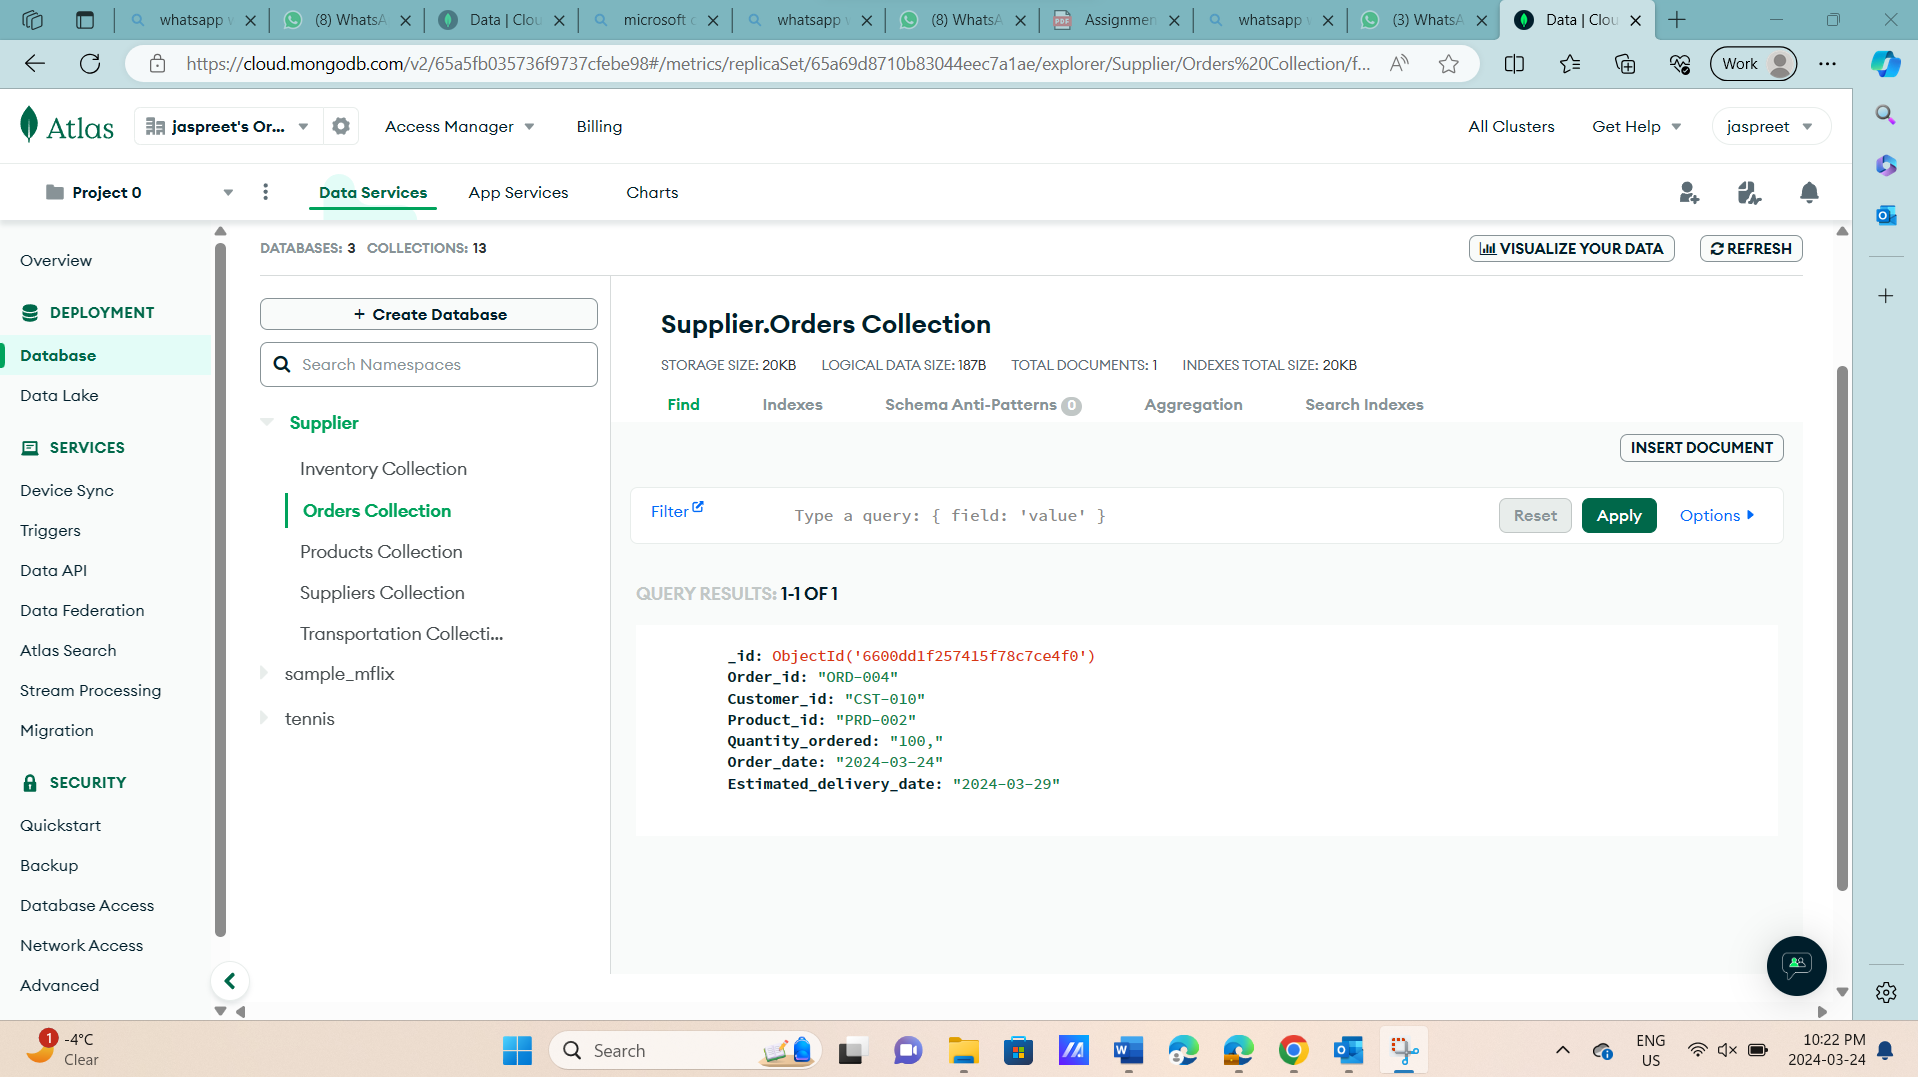 whatsapp w
(8) WhatsA
Data | Clou
microsoft c
whatsapp v
(8) WhatsA
Assignmen
whatsapp v
(3) WhatsA
Data | Clou
https://cloud.mongodb.com/v2/65a5fb035736f9737cfebe98#/metrics/replicaSet/65a69d8710b83044eec7a1ae/explorer/Supplier/Orders%20Collection/f...
Work
Atlas
jaspreet's Or...
Access Manager
Billing
All Clusters
Get Help
jaspreet
Project 0
Data Services
App Services
Charts
Overview
DEPLOYMENT
Database
Data Lake
SERVICES
Device Sync
Triggers
Data API
Data Federation
Atlas Search
Stream Processing
Migration
SECURITY
Quickstart
Backup
Database Access
Network Access
Advanced
DATABASES: 3 COLLECTIONS: 13
VISUALIZE YOUR DATA
REFRESH
+ Create Database
Search Namespaces
Supplier
Inventory Collection
Orders Collection
Products Collection
Suppliers Collection
Transportation Collecti...
sample_mflix
tennis
Supplier.Orders Collection
STORAGE SIZE: 20KB LOGICAL DATA SIZE: 187B TOTAL DOCUMENTS: 1 INDEXES TOTAL SIZE: 20KB
Find Indexes Schema Anti-Patterns 0 Aggregation Search Indexes
INSERT DOCUMENT
Filter
Type a query: { field: 'value' }
Reset
Apply
Options
QUERY RESULTS: 1-1 OF 1
_id: ObjectId('6600dd1f257415f78c7ce4f0')
Order_id: "ORD-004"
Customer_id: "CST-010"
Product_id: "PRD-002"
Quantity_ordered: "100,"
Order_date: "2024-03-24"
Estimated_delivery_date: "2024-03-29"
1
-4°C
Clear
Search
ENG
US
10:22 PM
2024-03-24